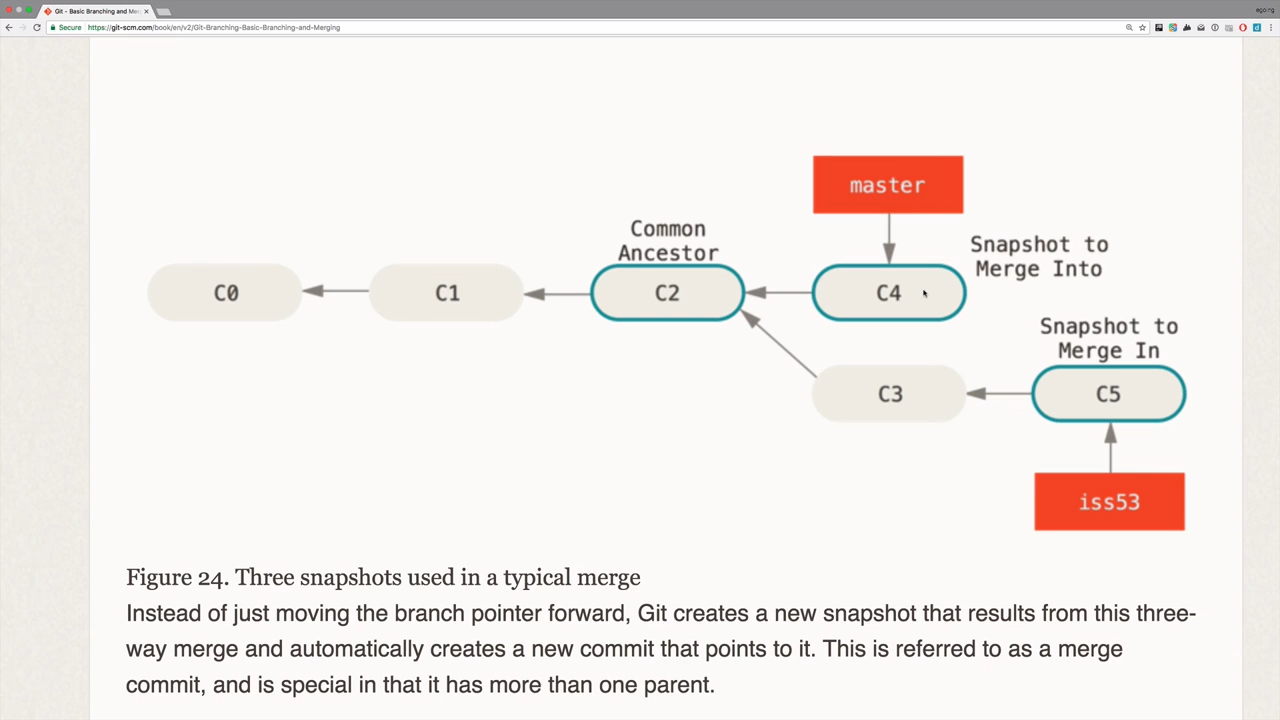 Git - Basic Branching and Mer
Secure
https://git-scm.com/book/en/v2/Git-Branching-Basic-Branching-and-Merging
master
Common
Ancestor
Snapshot to
Merge Into
C0
C1
C2
C4
Snapshot to
Merge In
C3
C5
iss53
Figure 24. Three snapshots used in a typical merge
Instead of just moving the branch pointer forward, Git creates a new snapshot that results from this three-
way merge and automatically creates a new commit that points to it. This is referred to as a merge
commit, and is special in that it has more than one parent.